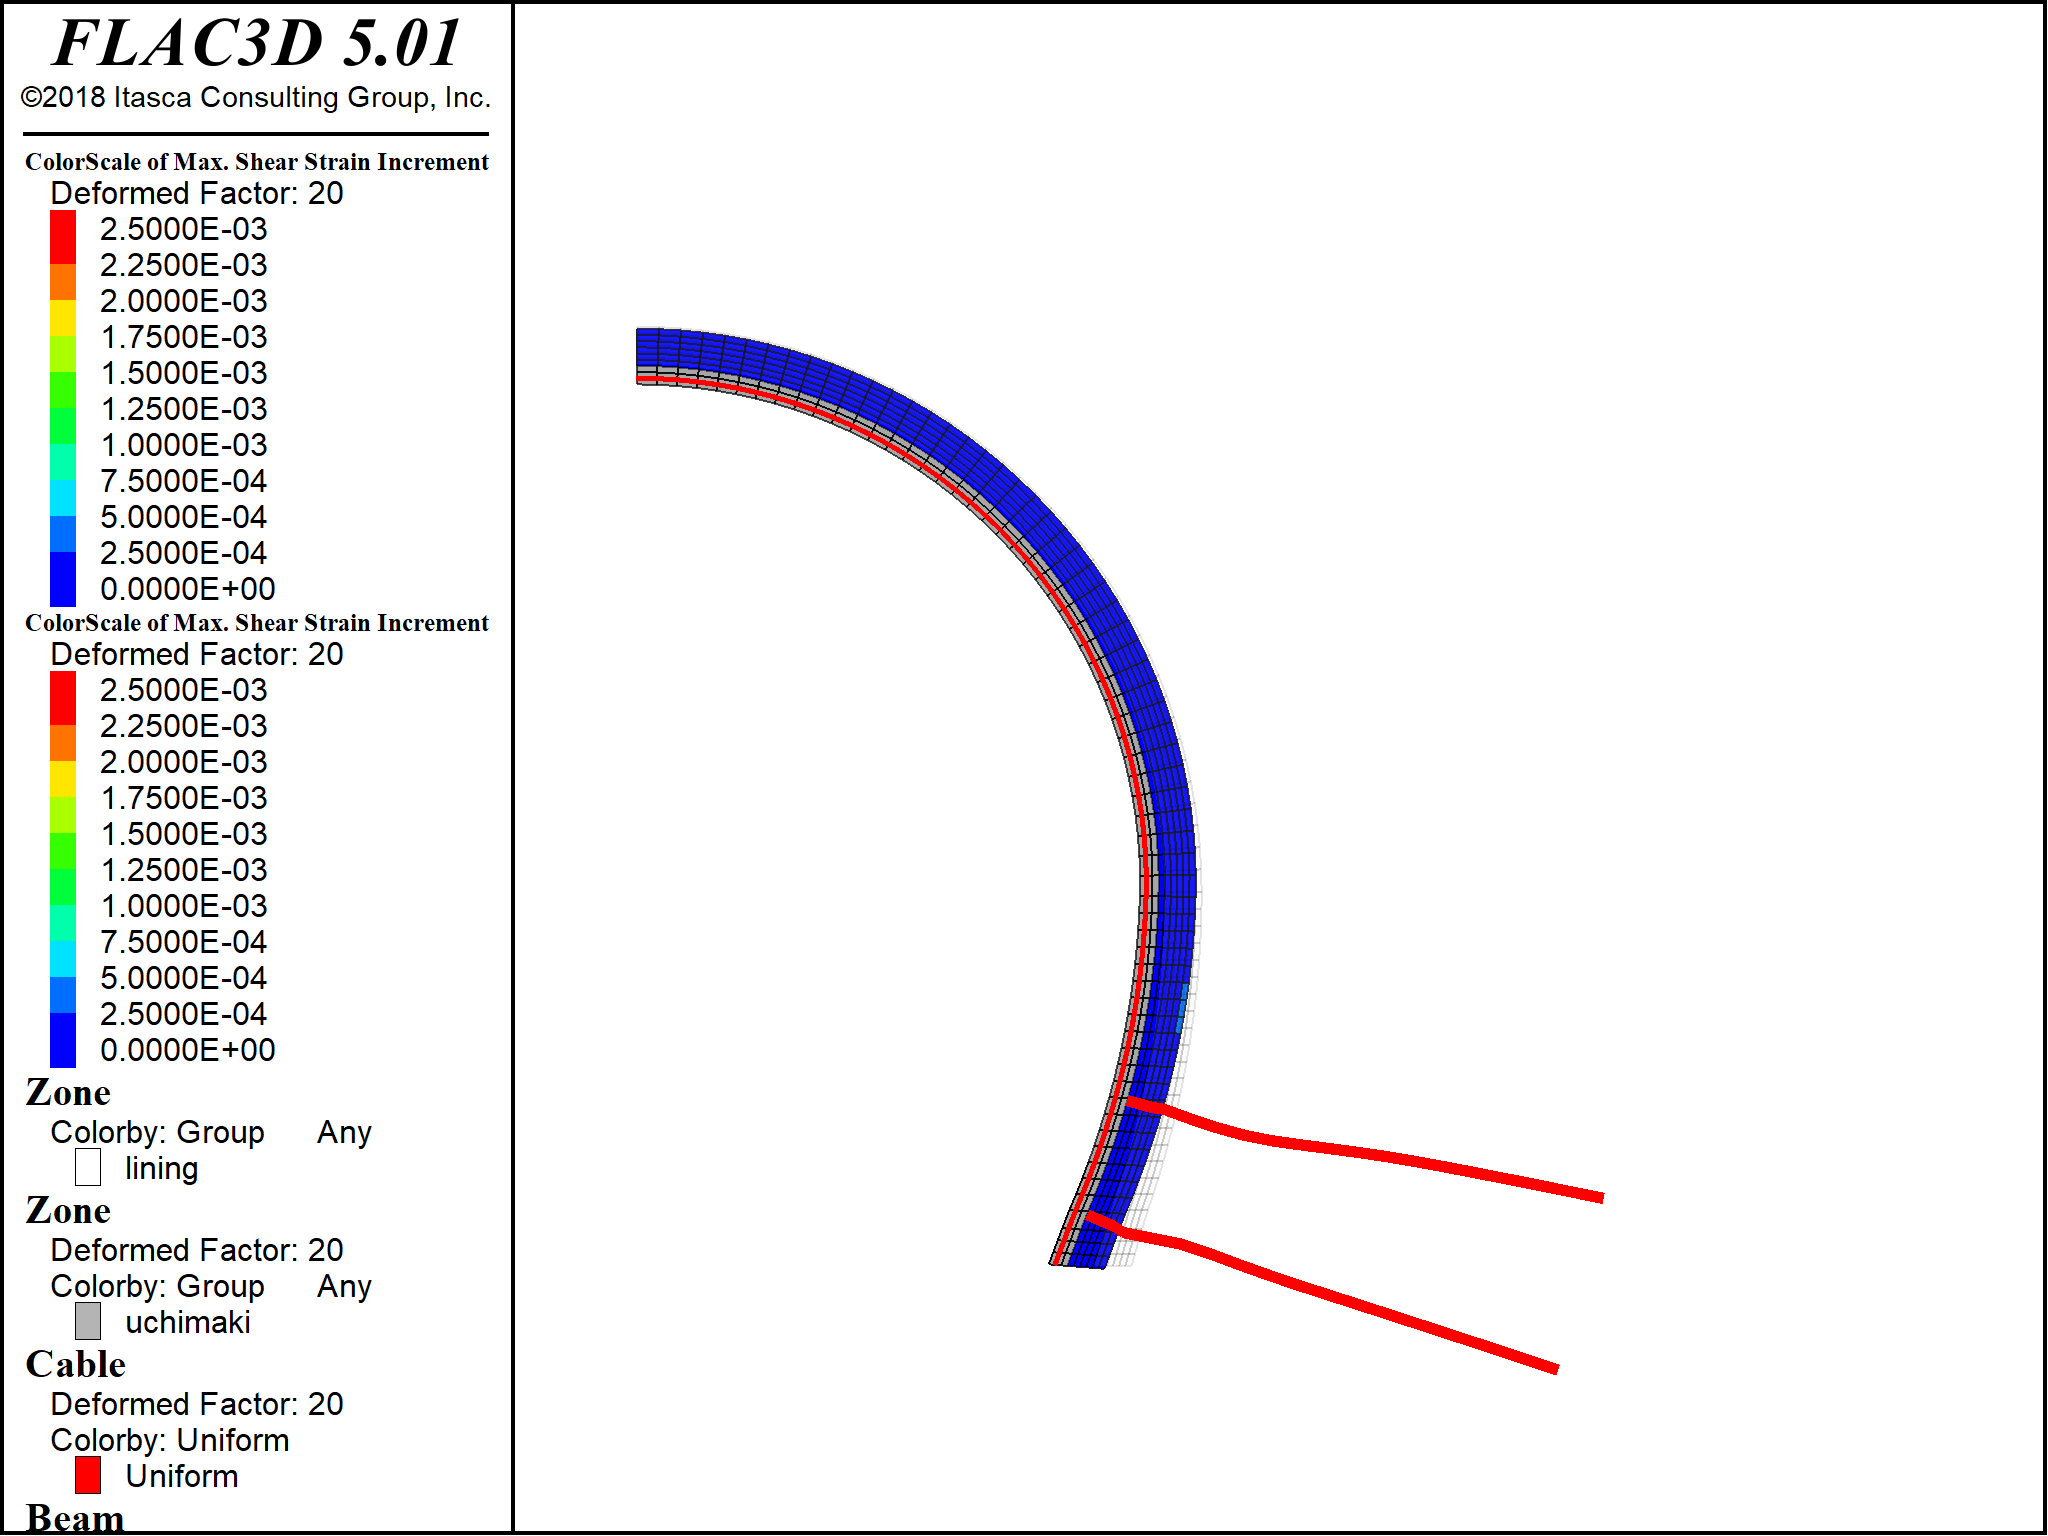 FLAC3D 5.01
©2018 Itasca Consulting Group, Inc.
ColorScale of Max. Shear Strain Increment
Deformed Factor: 20
2.5000E-03
2.2500E-03
2.0000E-03
1.7500E-03
1.5000E-03
1.2500E-03
1.0000E-03
7.5000E-04
5.0000E-04
2.5000E-04
0.0000E+00
ColorScale of Max. Shear Strain Increment
Deformed Factor: 20
2.5000E-03
2.2500E-03
2.0000E-03
1.7500E-03
1.5000E-03
1.2500E-03
1.0000E-03
7.5000E-04
5.0000E-04
2.5000E-04
0.0000E+00
Zone
Colorby: Group Any
lining
Zone
Deformed Factor: 20
Colorby: Group Any
uchimaki
Cable
Deformed Factor: 20
Colorby: Uniform
Uniform
Beam